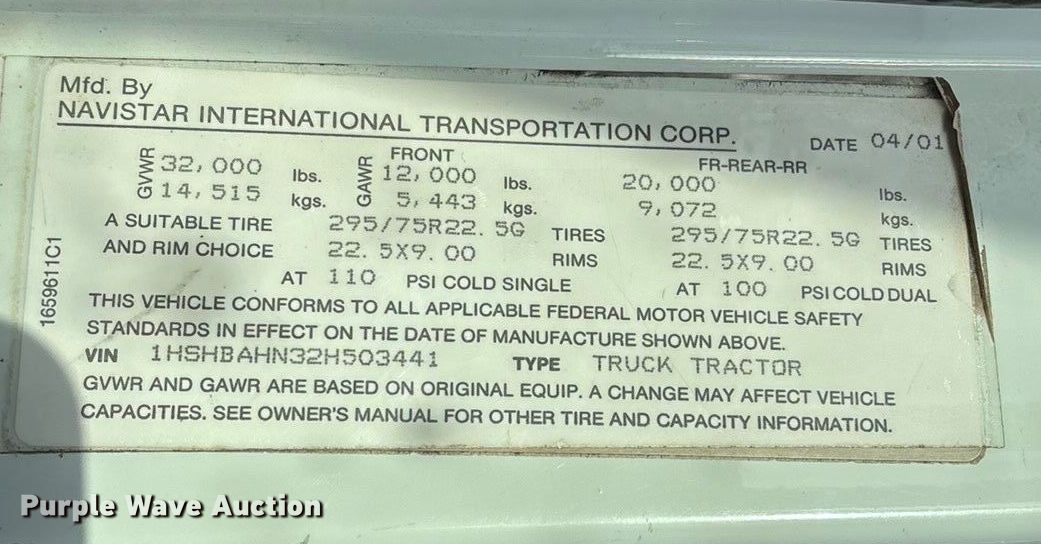 Mfd. By
NAVISTAR INTERNATIONAL TRANSPORTATION CORP.
DATE 04/01
GVWR 32,000 lbs. GAWR FRONT 12,000 lbs. FR-REAR-RR 20,000 lbs.
14,515 kgs. 5,443 kgs. 9,072 kgs.
A SUITABLE TIRE 295/75R22.5G TIRES 295/75R22.5G TIRES
AND RIM CHOICE 22.5X9.00 RIMS 22.5X9.00 RIMS
AT 110 PSI COLD SINGLE AT 100 PSI COLD DUAL
THIS VEHICLE CONFORMS TO ALL APPLICABLE FEDERAL MOTOR VEHICLE SAFETY
STANDARDS IN EFFECT ON THE DATE OF MANUFACTURE SHOWN ABOVE.
VIN 1HSHBAHN32H503441 TYPE TRUCK TRACTOR
GVWR AND GAWR ARE BASED ON ORIGINAL EQUIP. A CHANGE MAY AFFECT VEHICLE
CAPACITIES. SEE OWNER'S MANUAL FOR OTHER TIRE AND CAPACITY INFORMATION.
1659611C1
Purple Wave Auction